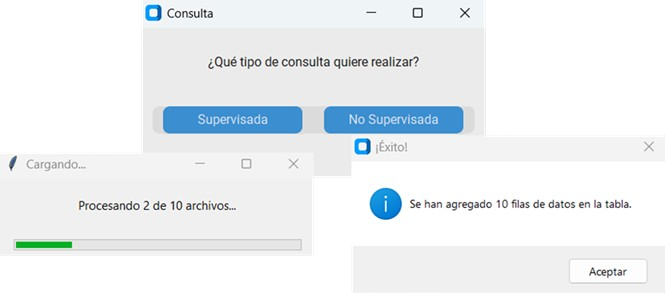 Consulta
¿Qué tipo de consulta quiere realizar?
Supervisada
No Supervisada
Cargando...
Procesando 2 de 10 archivos...
¡Éxito!
Se han agregado 10 filas de datos en la tabla.
Aceptar